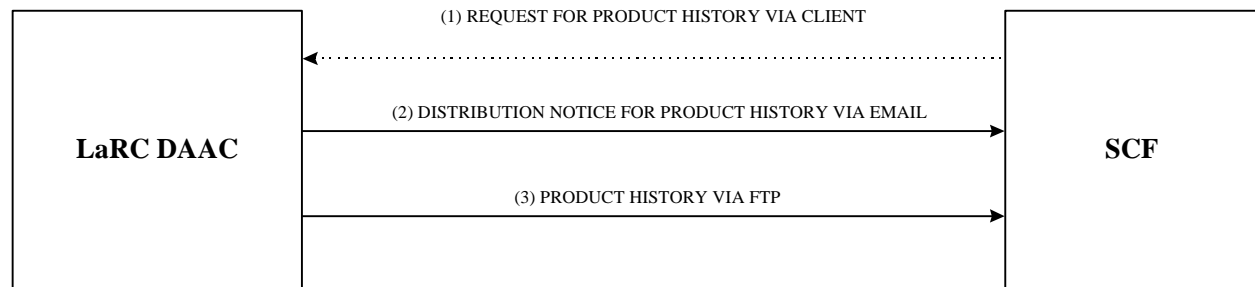 (1) REQUEST FOR PRODUCT HISTORY VIA CLIENT
(2) DISTRIBUTION NOTICE FOR PRODUCT HISTORY VIA EMAIL
LaRC DAAC
SCF
(3) PRODUCT HISTORY VIA FTP